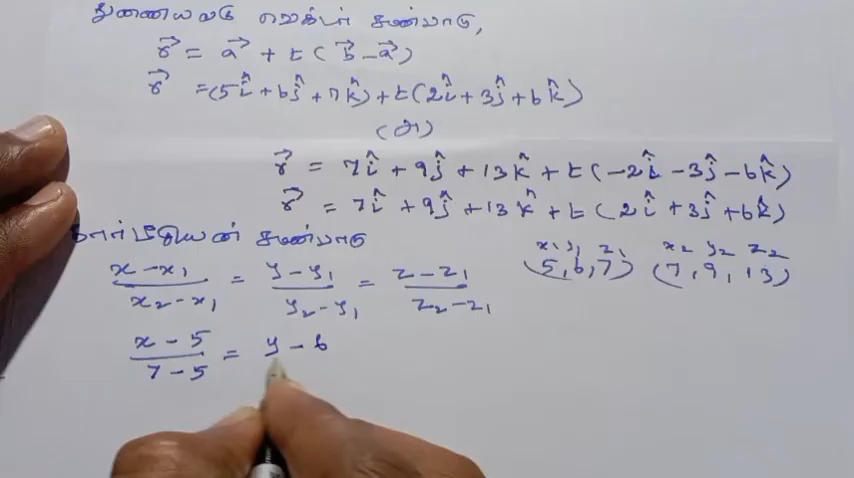 துணையலகு வெக்டர் சமன்பாடு,
r⃗ = a⃗ + t(b⃗ - a⃗)
r⃗ = (5î + 6ĵ + 7k̂) + t(2î + 3ĵ + 6k̂)
(அ)
r⃗ = 7î + 9ĵ + 13k̂ + t(-2î - 3ĵ - 6k̂)
r⃗ = 7î + 9ĵ + 13k̂ + t(2î + 3ĵ + 6k̂)
கார்டீசியன் சமன்பாடு
x₁ y₁ z₁ x₂ y₂ z₂
(5,6,7) (7,9,13)
(x - x₁)/(x₂ - x₁) = (y - y₁)/(y₂ - y₁) = (z - z₁)/(z₂ - z₁)
(x - 5)/(7 - 5) = y - 6